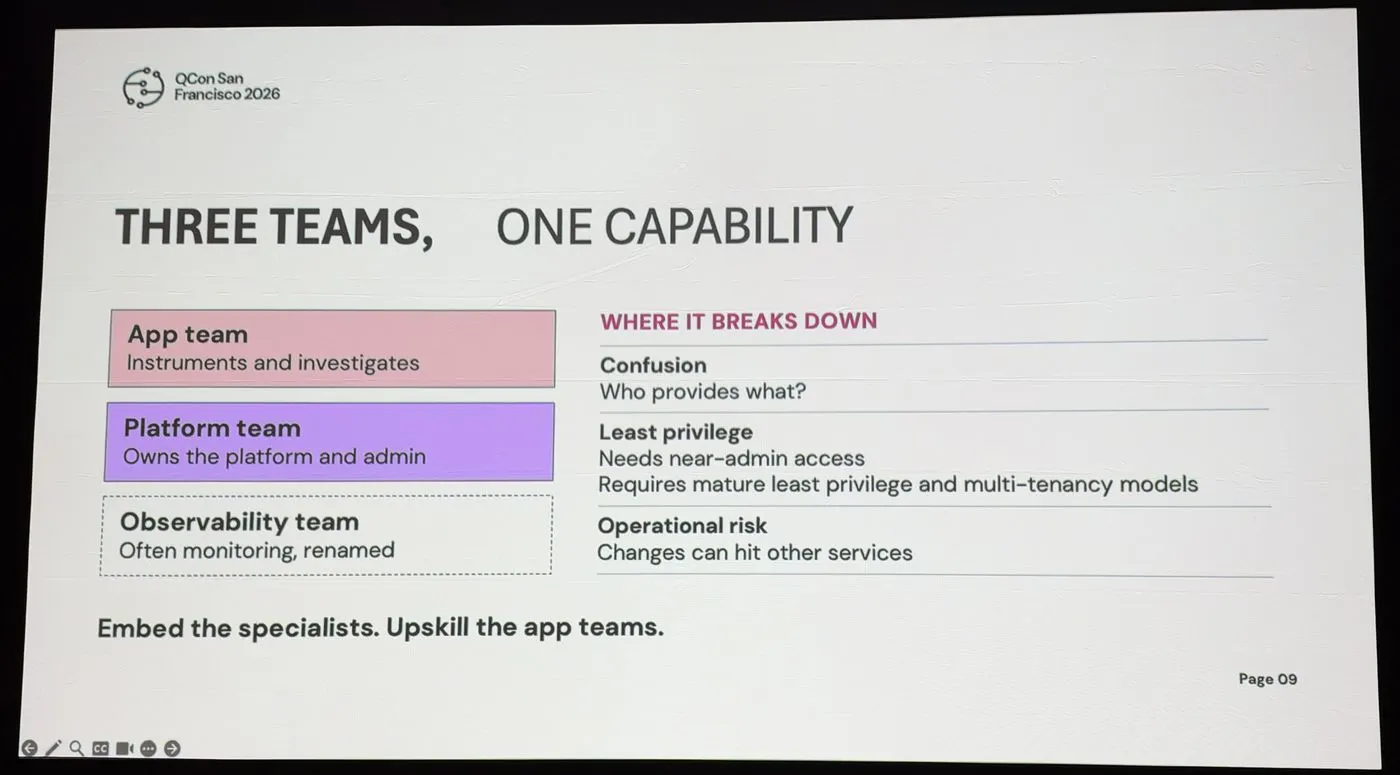 QCon San
Francisco 2026
THREE TEAMS, ONE CAPABILITY
App team
Instruments and investigates
Platform team
Owns the platform and admin
Observability team
Often monitoring, renamed
WHERE IT BREAKS DOWN
Confusion
Who provides what?
Least privilege
Needs near-admin access
Requires mature least privilege and multi-tenancy models
Operational risk
Changes can hit other services
Embed the specialists. Upskill the app teams.
Page 09
CC